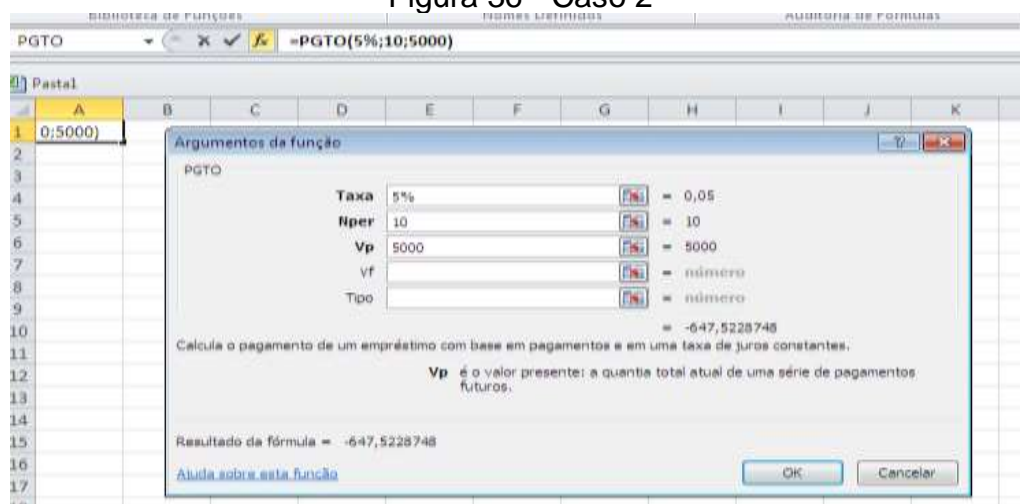 Figura 36 - Caso 2
Biblioteca de Funções Nomes Definidos Auditoria de Fórmulas
PGTO =PGTO(5%;10;5000)
Pasta1
A B C D E F G H I J K
1 0;5000)
2
3
4
5
6
7
8
9
10
11
12
13
14
15
16
17
Argumentos da função
PGTO
Taxa 5% = 0,05
Nper 10 = 10
Vp 5000 = 5000
Vf = número
Tipo = número
= -647,5228748
Calcula o pagamento de um empréstimo com base em pagamentos e em uma taxa de juros constantes.
Vp é o valor presente: a quantia total atual de uma série de pagamentos
futuros.
Resultado da fórmula = -647,5228748
Ajuda sobre esta função
OK Cancelar